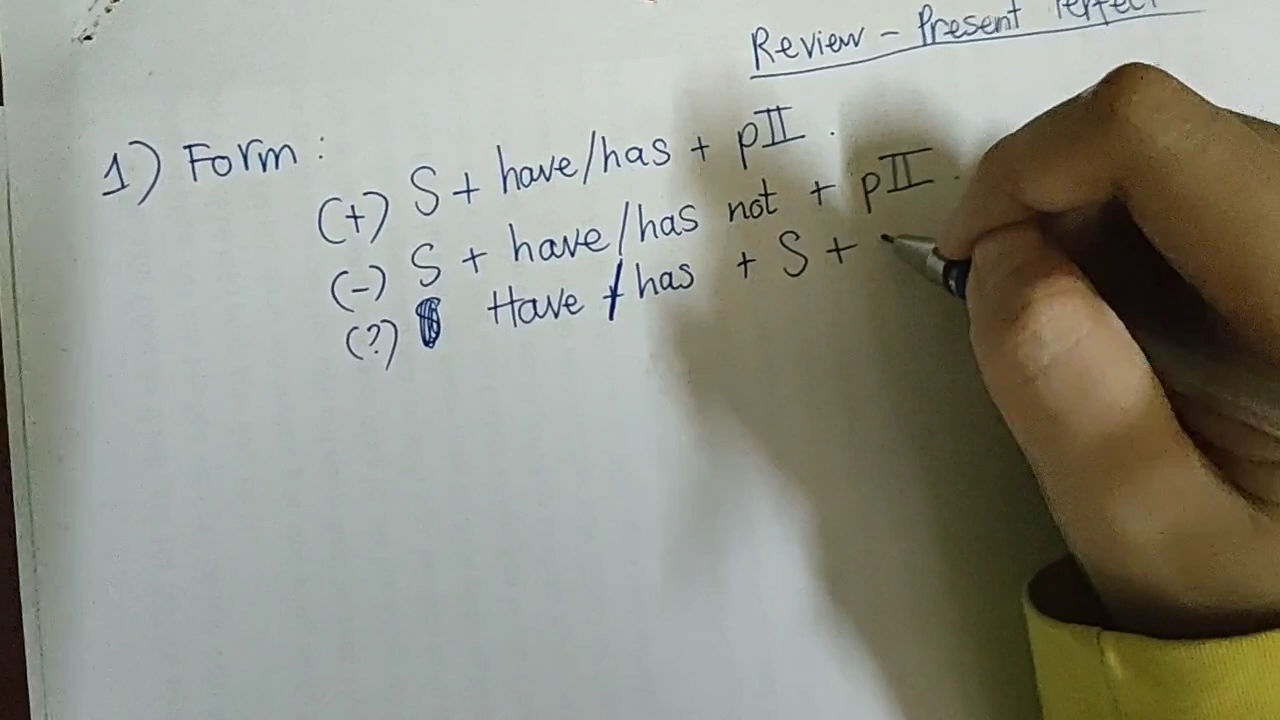 Review - Present Perfect
1) Form :
(+) S + have/has + pII .
(-) S + have/has not + pII .
(?) Have / has + S +